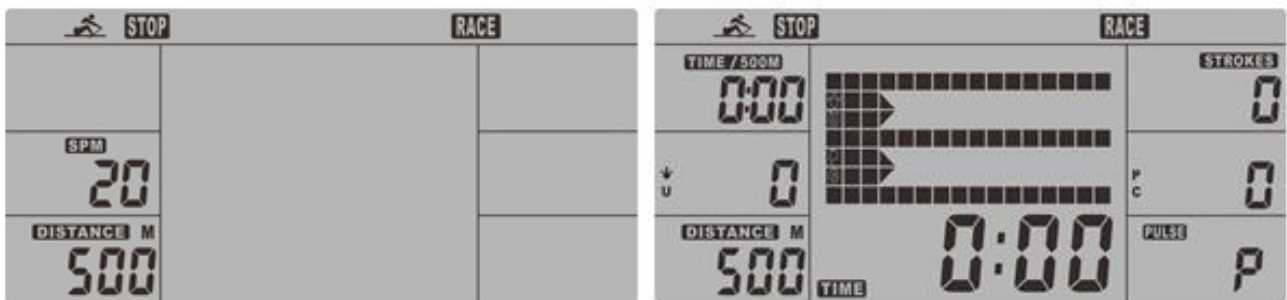 STOP RACE
SPM
20
DISTANCE M
500
STOP RACE
TIME / 500M
0:00
STROKES
0
U
0
P
C
0
DISTANCE M
500
TIME
0:00
PULSE
P